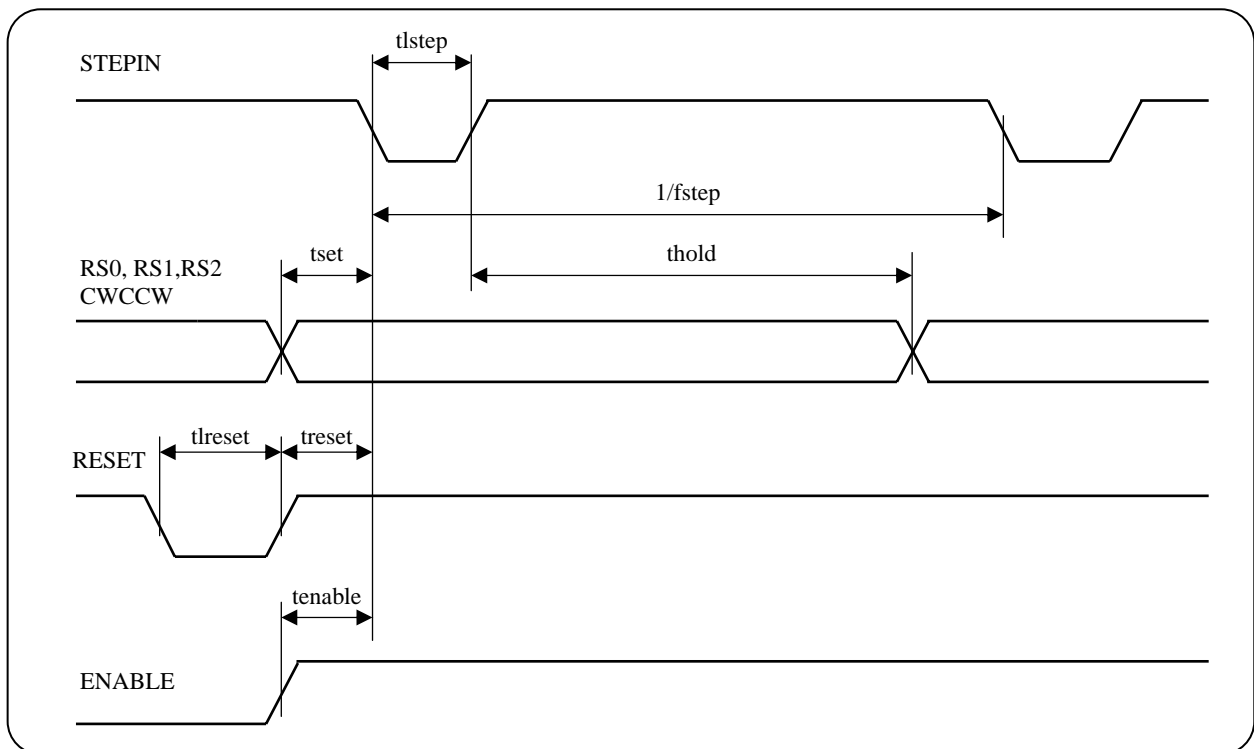 tlstep
STEPIN
1/fstep
tset
thold
RS0, RS1,RS2
CWCCW
tlreset
treset
RESET
tenable
ENABLE